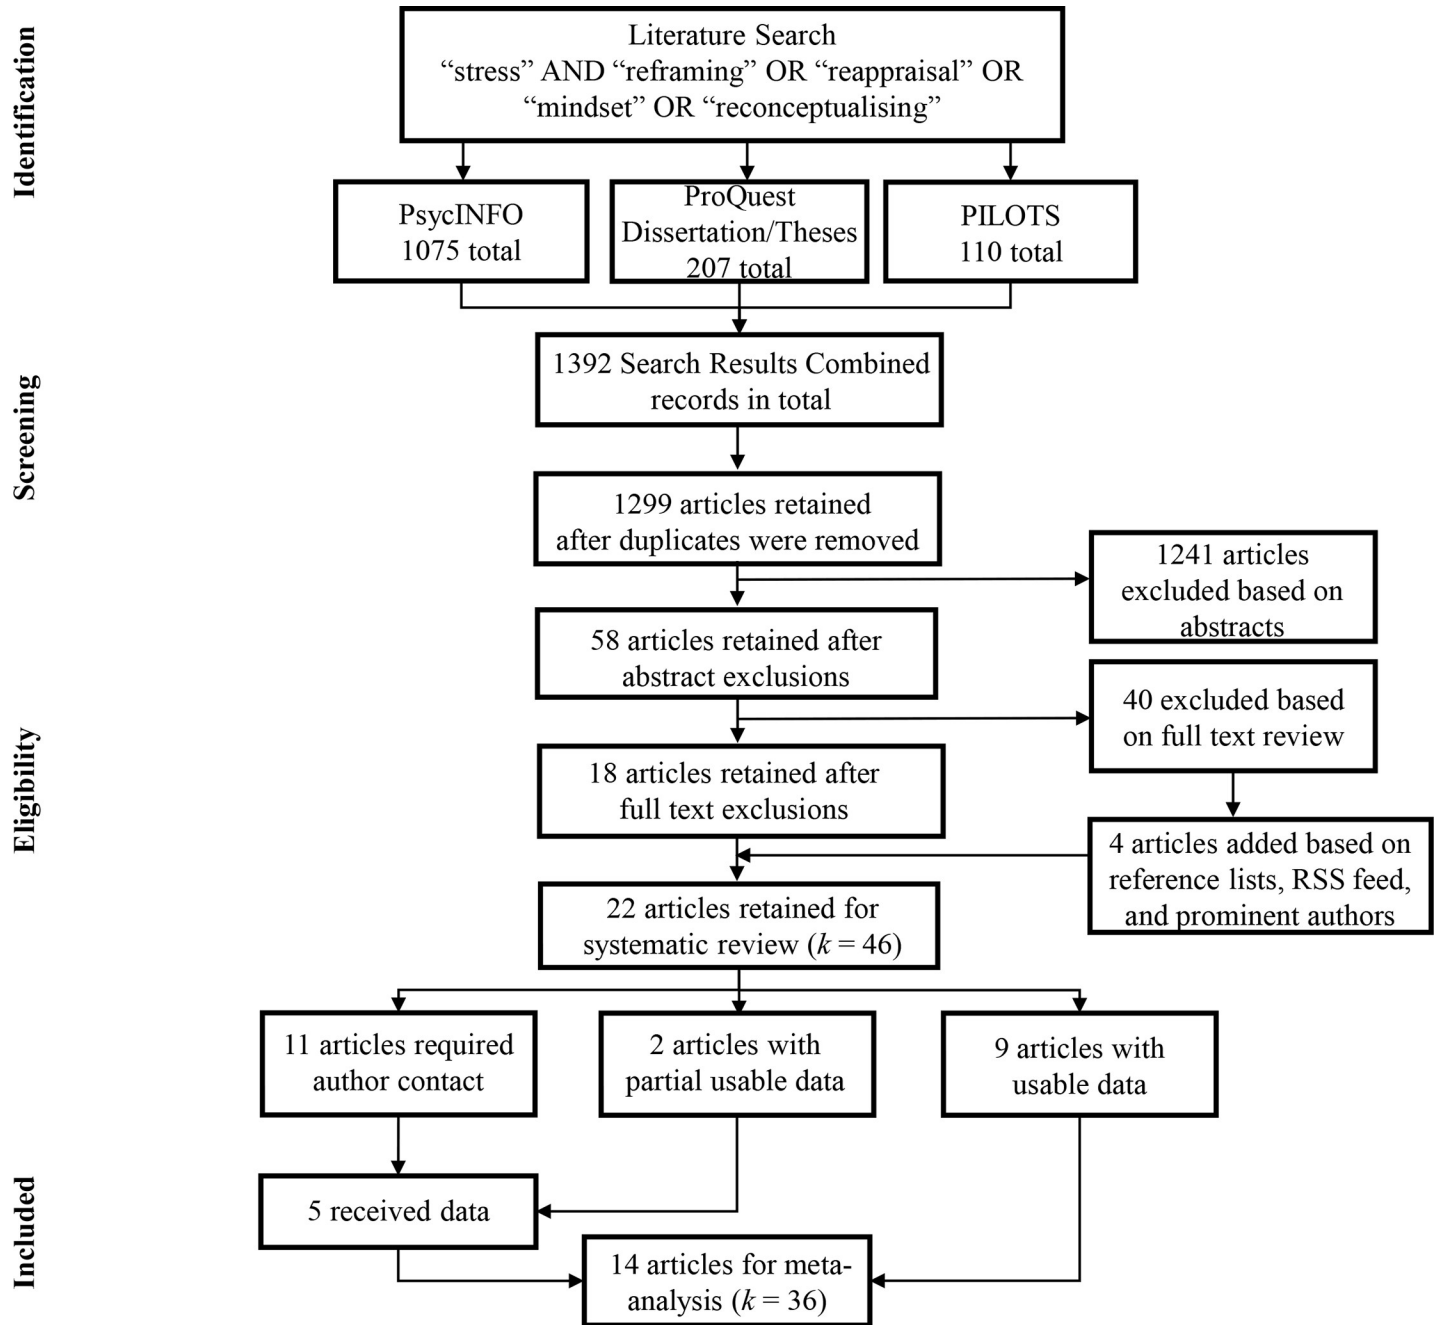 Identification
Literature Search
“stress” AND “reframing” OR “reappraisal” OR
“mindset” OR “reconceptualising”
PsycINFO
1075 total
ProQuest
Dissertation/Theses
207 total
PILOTS
110 total
Screening
1392 Search Results Combined
records in total
1299 articles retained
after duplicates were removed
1241 articles
excluded based on
abstracts
58 articles retained after
abstract exclusions
Eligibility
40 excluded based
on full text review
18 articles retained after
full text exclusions
4 articles added based on
reference lists, RSS feed,
and prominent authors
22 articles retained for
systematic review (k = 46)
11 articles required
author contact
2 articles with
partial usable data
9 articles with
usable data
Included
5 received data
14 articles for meta-
analysis (k = 36)